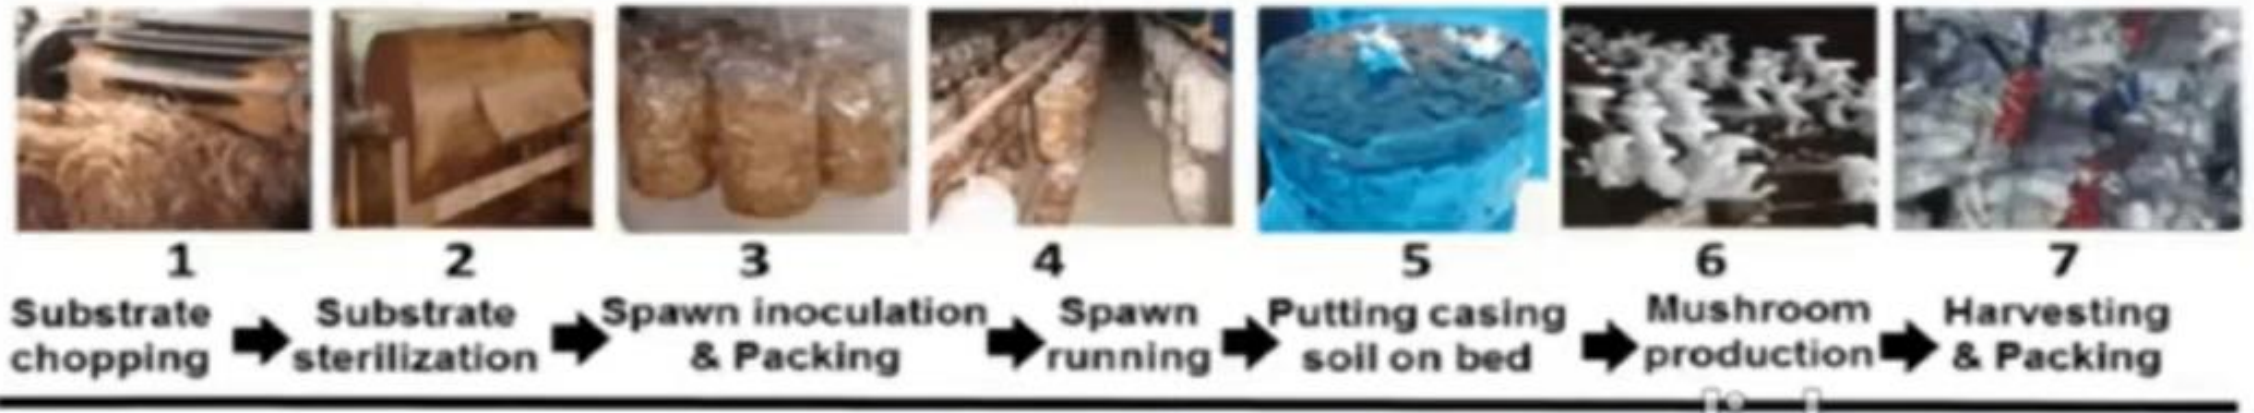 1 2 3 4 5 6 7
Substrate chopping
Substrate sterilization
Spawn inoculation & Packing
Spawn running
Putting casing soil on bed
Mushroom production
Harvesting & Packing